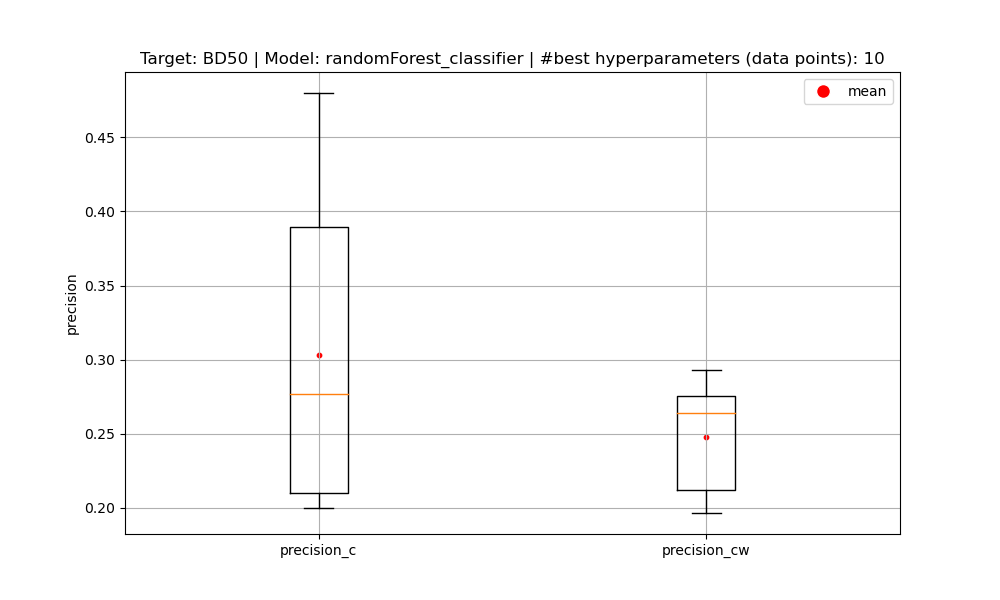 Target: BD50 | Model: randomForest_classifier | #best hyperparameters (data points): 10
mean
0.45
0.40
0.35
0.30
0.25
0.20
precision
precision_c
precision_cw